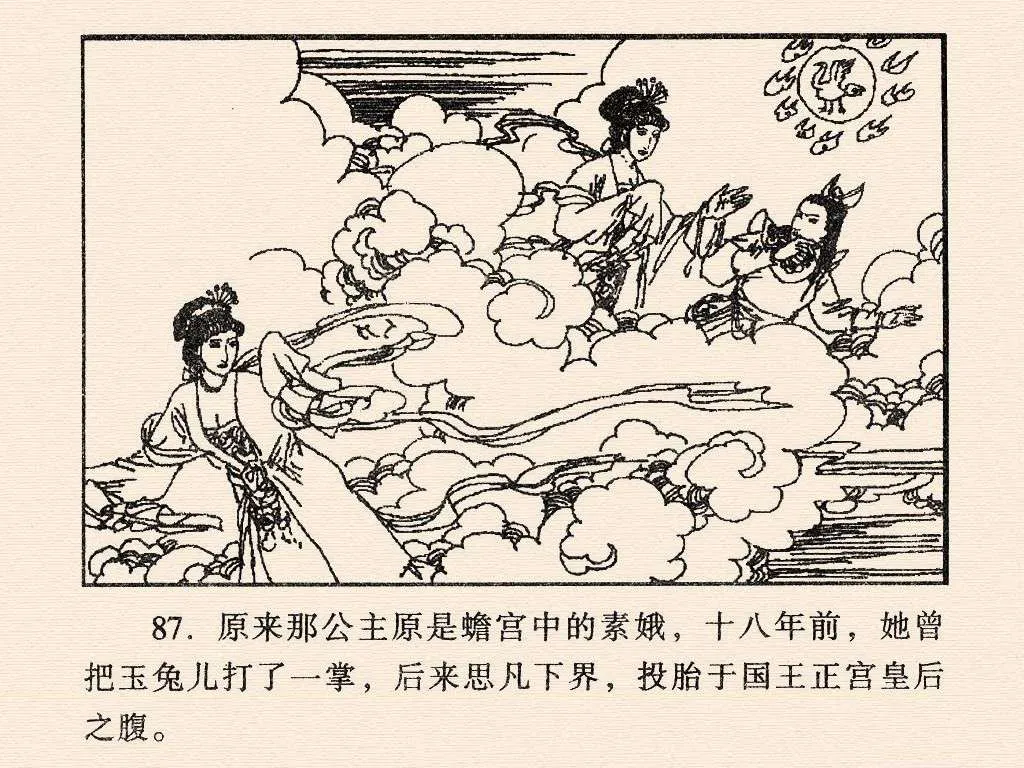 87. 原来那公主原是蟾宫中的素娥，十八年前，她曾
把玉兔儿打了一掌，后来思凡下界，投胎于国王正宫皇后
之腹。